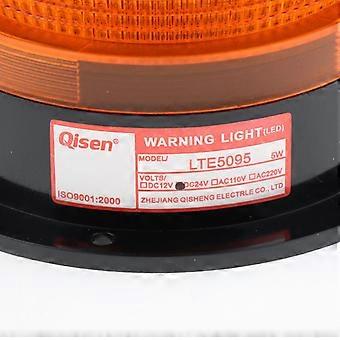 Qisen®
WARNING LIGHT(LED)
MODEL/ LTE5095 5W
VOLTS/
□DC12V □DC24V □AC110V □AC220V
ISO9001:2000
ZHEJIANG QISHENG ELECTRLE CO., LTD